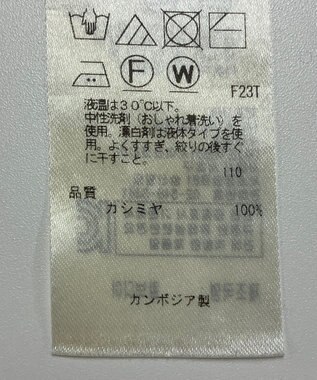 F W
F23T
液温は30℃以下。
中性洗剤(おしゃれ着洗い)を
使用。漂白剤は液体タイプを使
用。よくすすぎ、絞りの後すぐ
に干すこと。
110
品質
カシミヤ 100%
カンボジア製